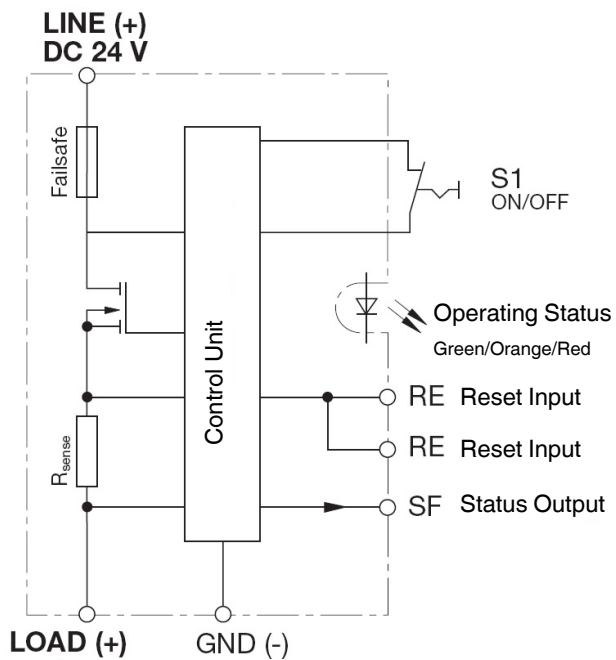 LINE (+)
DC 24 V
Failsafe
S1
ON/OFF
Operating Status
Green/Orange/Red
Control Unit
RE Reset Input
RE Reset Input
Rsense
SF Status Output
LOAD (+)
GND (-)